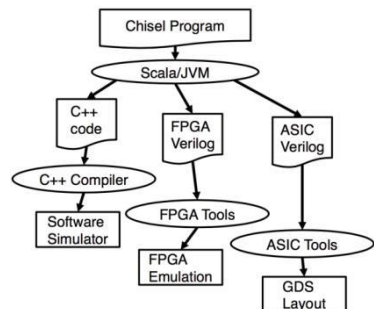 Chisel Program
Scala/JVM
C++
code
FPGA
Verilog
ASIC
Verilog
C++ Compiler
FPGA Tools
Software
Simulator
ASIC Tools
FPGA
Emulation
GDS
Layout